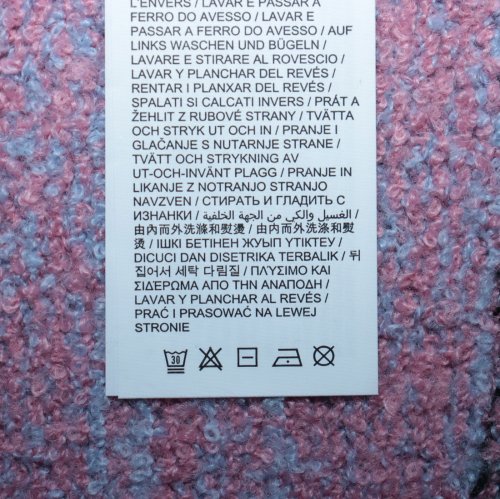 L'ENVERS / LAVAR E PASSAR A
FERRO DO AVESSO / LAVAR E
PASSAR A FERRO DO AVESSO / AUF
LINKS WASCHEN UND BÜGELN /
LAVARE E STIRARE AL ROVESCIO /
LAVAR Y PLANCHAR DEL REVÉS /
RENTAR I PLANXAR DEL REVÉS /
SPALATI SI CALCATI INVERS / PRÁT A
ŽEHLIT Z RUBOVÉ STRANY / TVÄTTA
OCH STRYK UT OCH IN / PRANJE I
GLAČANJE S NUTARNJE STRANE /
TVÄTT OCH STRYKNING AV
UT-OCH-INVÄNT PLAGG / PRANJE IN
LIKANJE Z NOTRANJO STRANJO
NAVZVEN / СТИРАТЬ И ГЛАДИТЬ С
ИЗНАНКИ / الغسيل والكي من الجهة الخلفية /
由內而外洗滌和熨燙 / 由内而外洗涤和熨
烫 / ІШКІ БЕТІНЕН ЖУЫП ҮТІКТЕУ /
DICUCI DAN DISETRIKA TERBALIK / 뒤
집어서 세탁 다림질 / ΠΛΥΣΙΜΟ ΚΑΙ
ΣΙΔΈΡΩΜΑ ΑΠΟ ΤΗΝ ΑΝΑΠΟΔΗ /
LAVAR Y PLANCHAR AL REVÉS /
PRAĆ I PRASOWAĆ NA LEWEJ
STRONIE
30